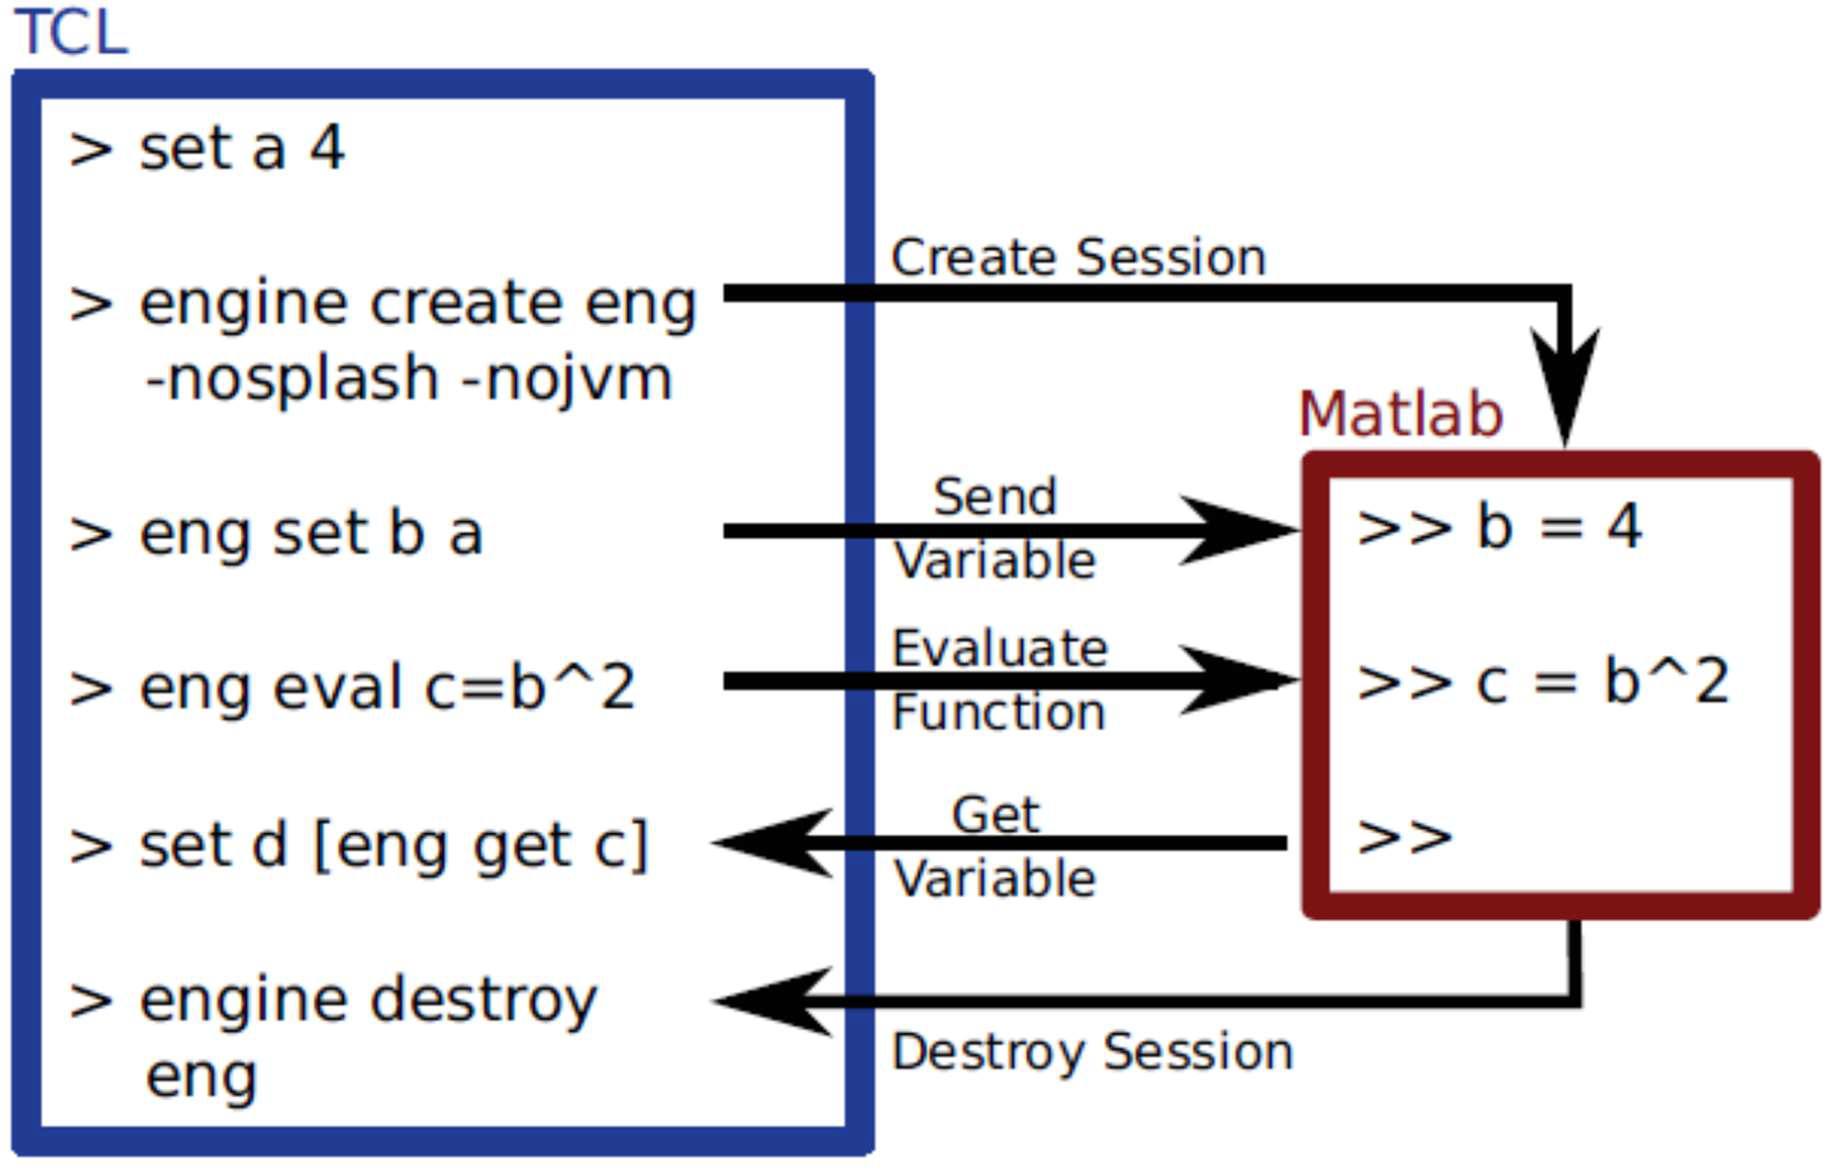 TCL
> set a 4
> engine create eng
-nosplash -nojvm
> eng set b a
> eng eval c=b^2
> set d [eng get c]
> engine destroy
eng
Create Session
Send
Variable
Evaluate
Function
Get
Variable
Destroy Session
Matlab
>> b = 4
>> c = b^2
>>